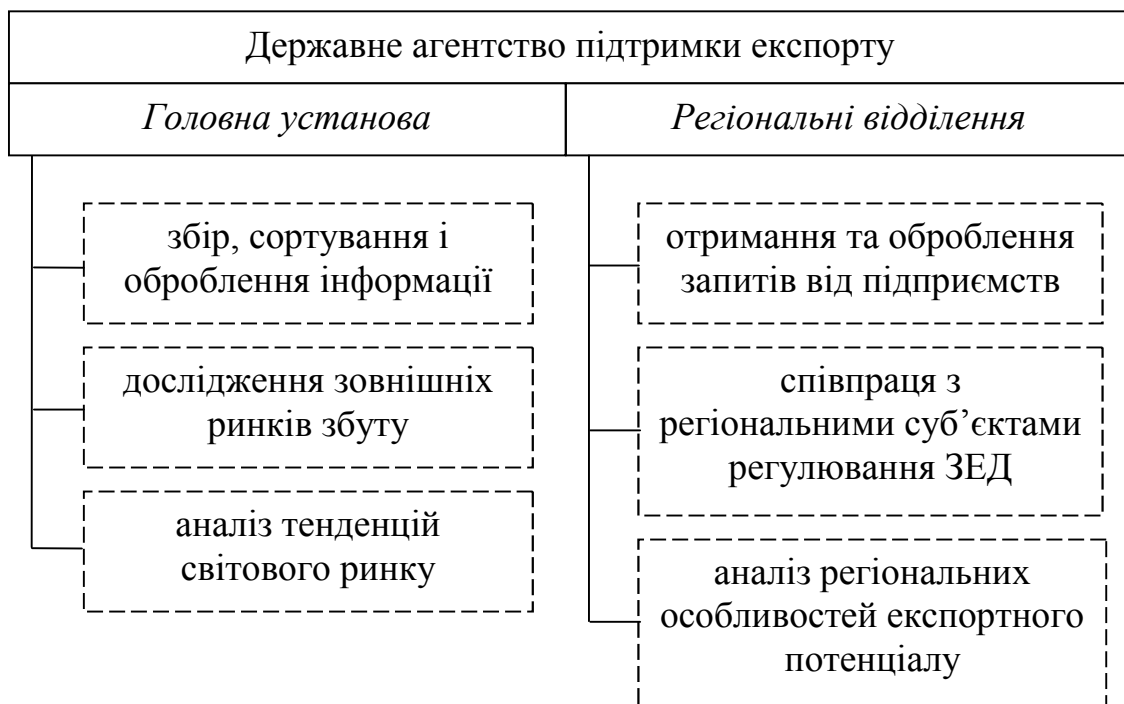 Державне агентство підтримки експорту
Головна установа
Регіональні відділення
збір, сортування і
оброблення інформації
дослідження зовнішніх
ринків збуту
аналіз тенденцій
світового ринку
отримання та оброблення
запитів від підприємств
співпраця з
регіональними суб’єктами
регулювання ЗЕД
аналіз регіональних
особливостей експортного
потенціалу